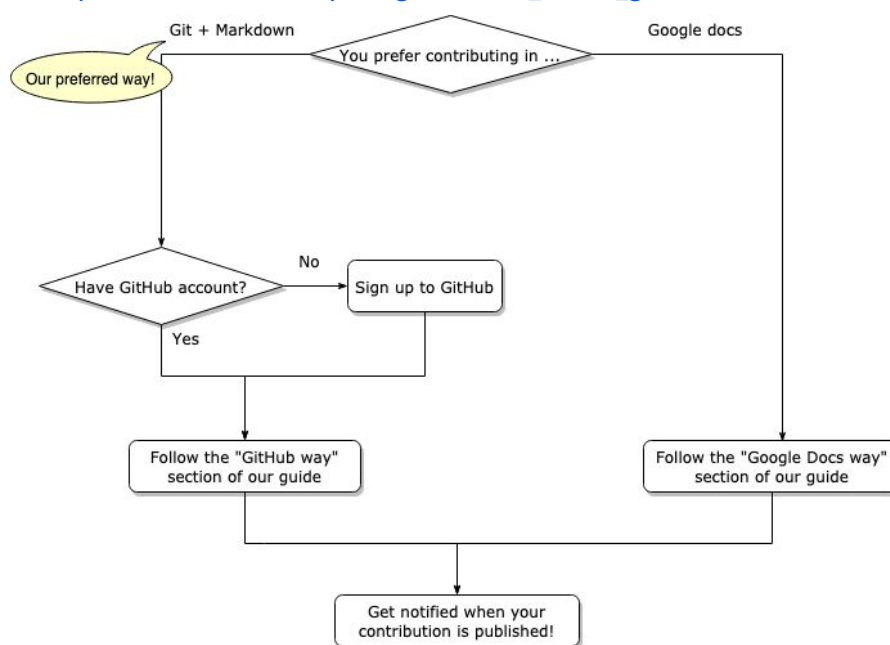 Git + Markdown
Google docs
You prefer contributing in ...
Our preferred way!
No
Have GitHub account?
Sign up to GitHub
Yes
Follow the "GitHub way"
section of our guide
Follow the "Google Docs way"
section of our guide
Get notified when your
contribution is published!